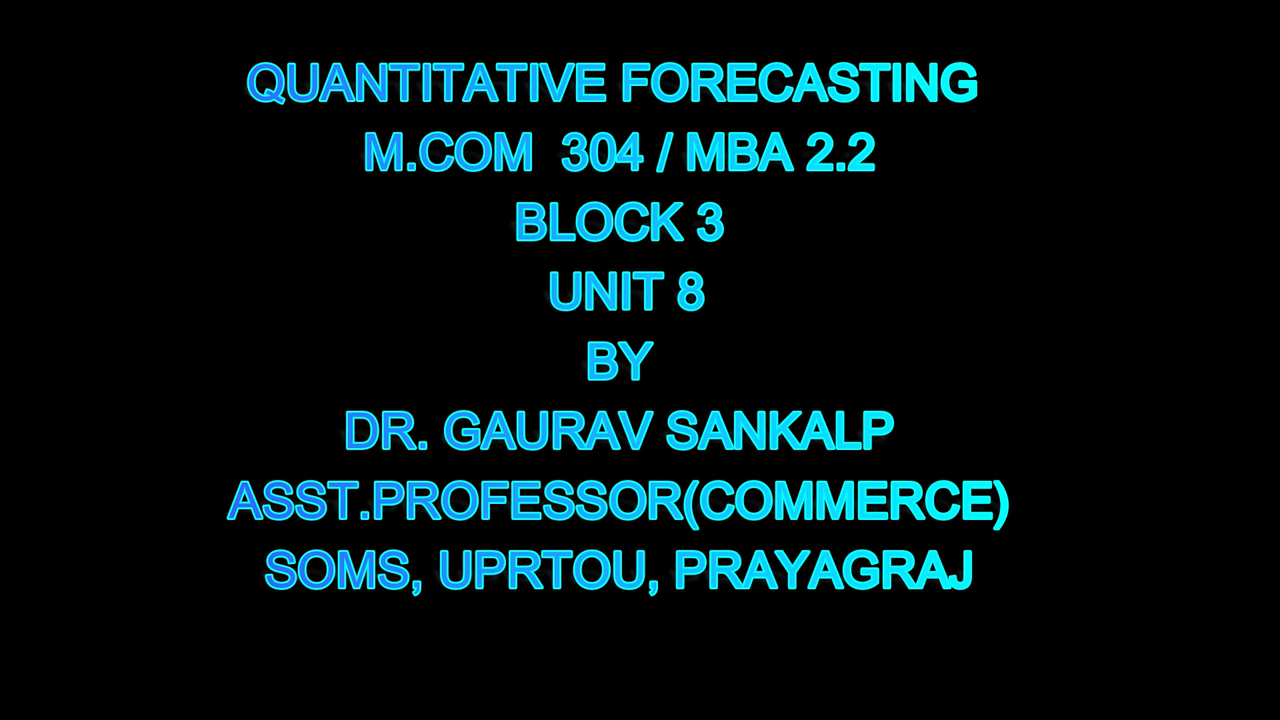 QUANTITATIVE FORECASTING
M.COM  304 / MBA 2.2
BLOCK 3
UNIT 8
BY
DR. GAURAV SANKALP
ASST.PROFESSOR(COMMERCE)
SOMS, UPRTOU, PRAYAGRAJ